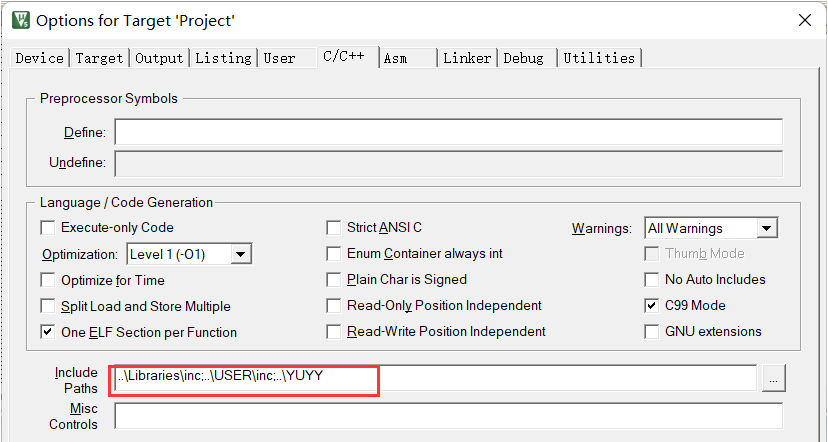 Options for Target 'Project'
Device Target Output Listing User C/C++ Asm Linker Debug Utilities
Preprocessor Symbols
Define:
Undefine:
Language / Code Generation
Execute-only Code Strict ANSI C Warnings: All Warnings
Optimization: Level 1 (-O1) Enum Container always int Thumb Mode
Optimize for Time Plain Char is Signed No Auto Includes
Split Load and Store Multiple Read-Only Position Independent C99 Mode
One ELF Section per Function Read-Write Position Independent GNU extensions
Include Paths ..\Libraries\inc;..\USER\inc;..\YUYY ...
Misc Controls